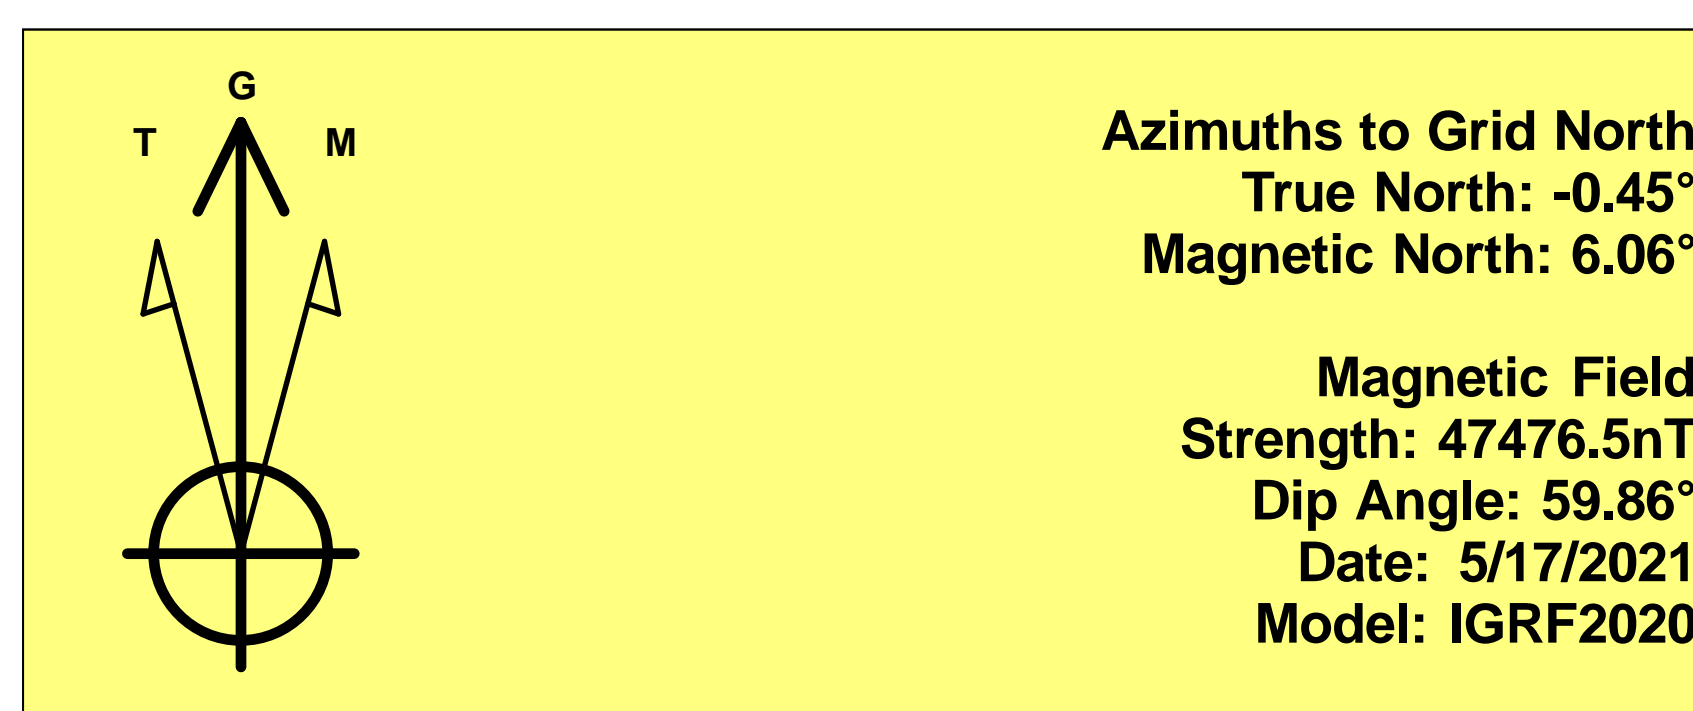 G
T M
Azimuths to Grid North
True North: -0.45°
Magnetic North: 6.06°
Magnetic Field
Strength: 47476.5nT
Dip Angle: 59.86°
Date: 5/17/2021
Model: IGRF2020